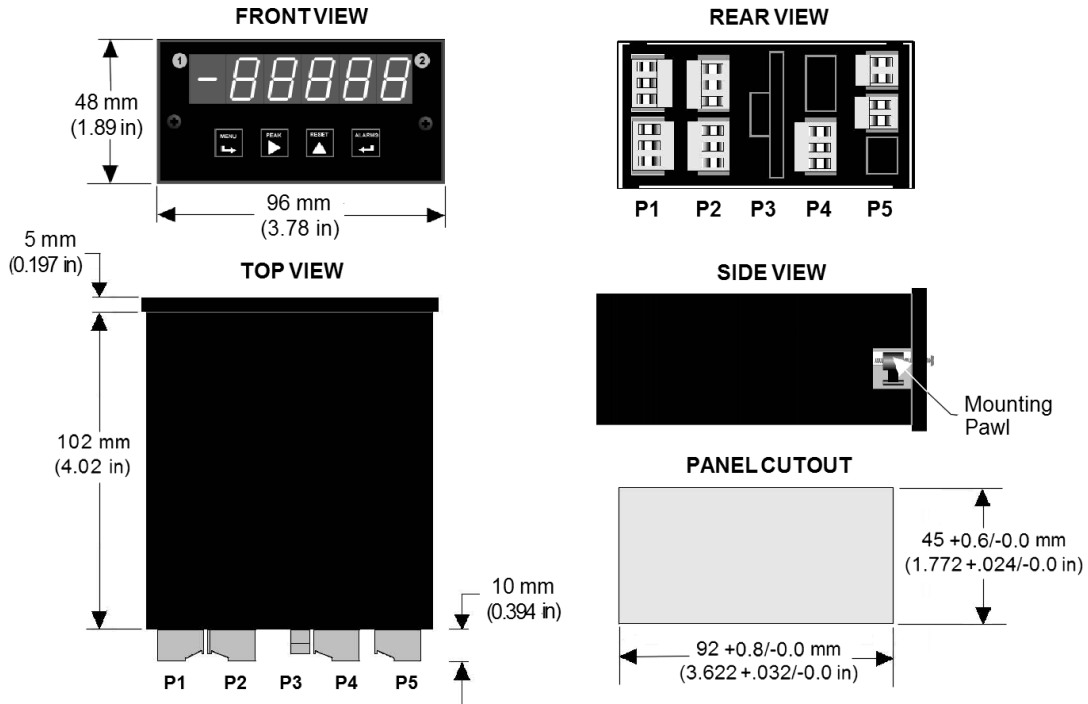 FRONT VIEW
1
2
-88888
48 mm
(1.89 in)
MENU
PEAK
RESET
ALARMS
96 mm
(3.78 in)
REAR VIEW
P1 P2 P3 P4 P5
5 mm
(0.197 in)
TOP VIEW
102 mm
(4.02 in)
10 mm
(0.394 in)
P1 P2 P3 P4 P5
SIDE VIEW
Mounting
Pawl
PANEL CUTOUT
45 +0.6/-0.0 mm
(1.772 +.024/-0.0 in)
92 +0.8/-0.0 mm
(3.622 +.032/-0.0 in)